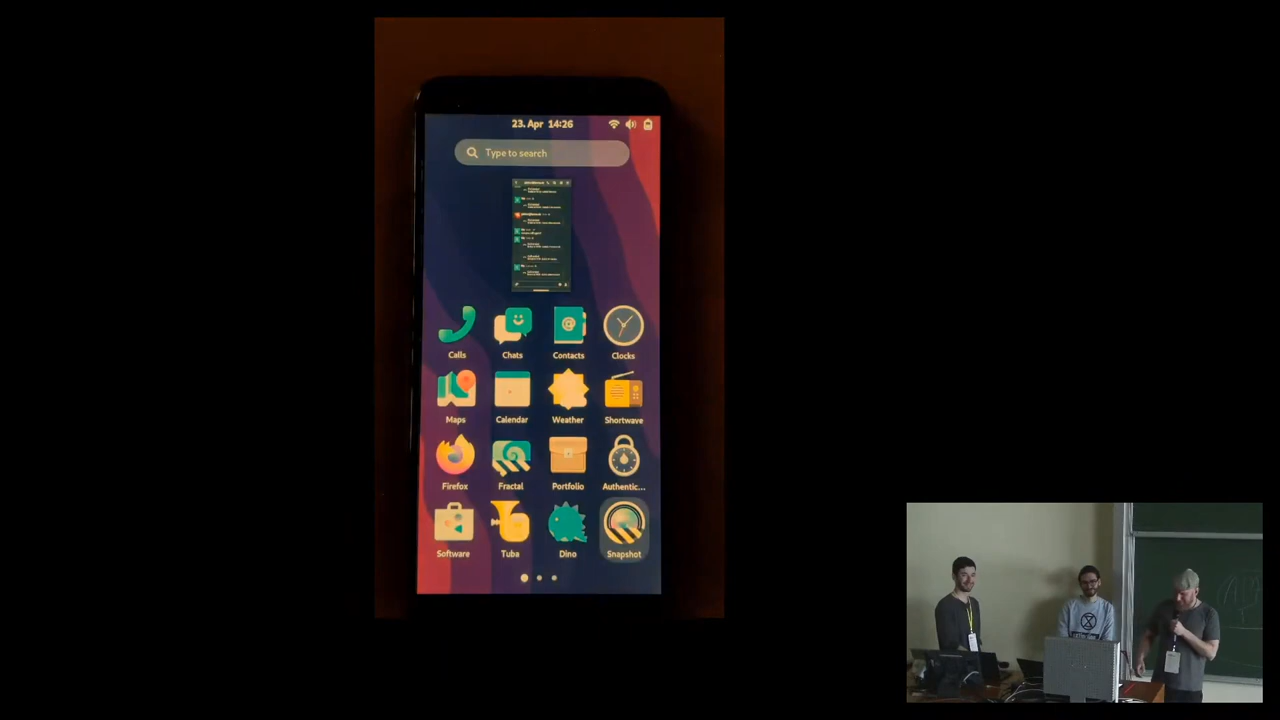 23. Apr 14:26
Type to search
Calls Chats Contacts Clocks
Maps Calendar Weather Shortwave
Firefox Fractal Portfolio Authentic...
Software Tuba Dino Snapshot